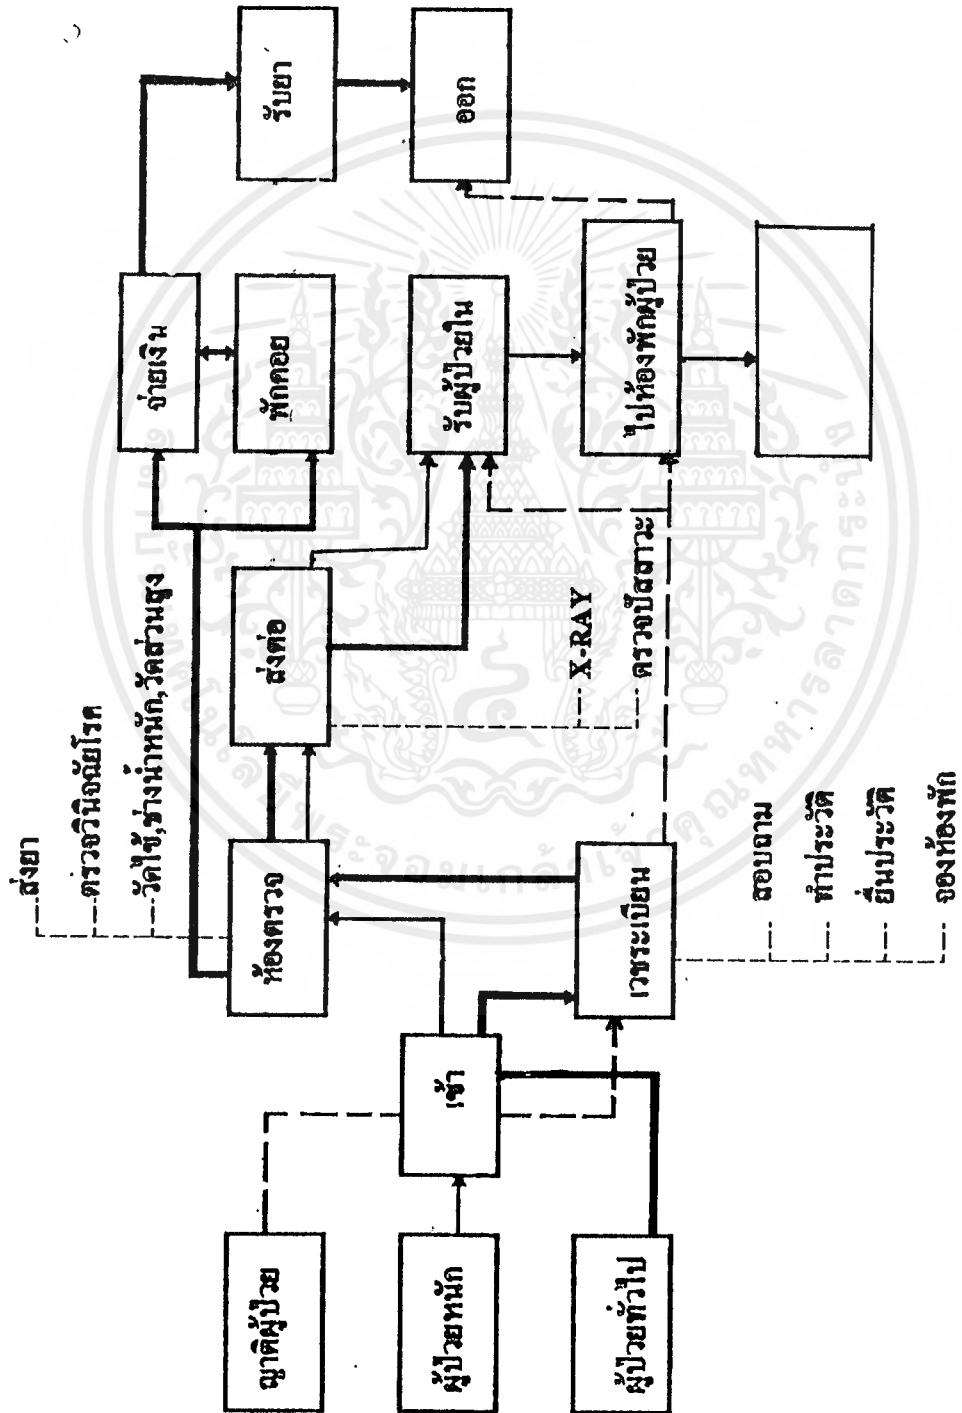 ญาติผู้ป่วย
ผู้ป่วยหนัก
ผู้ป่วยทั่วไป
เข้า
สั่งยา
ตรวจวินิจฉัยโรค
วัดไข้,ชั่งน้ำหนัก,วัดส่วนสูง
ห้องตรวจ
เวชระเบียน
สอบถาม
ทำประวัติ
ยื่นประวัติ
จองห้องพัก
ส่งต่อ
X-RAY
ตรวจปัสสาวะ
จ่ายเงิน
พักคอย
รับผู้ป่วยใน
ไปห้องพักผู้ป่วย
รับยา
ออก